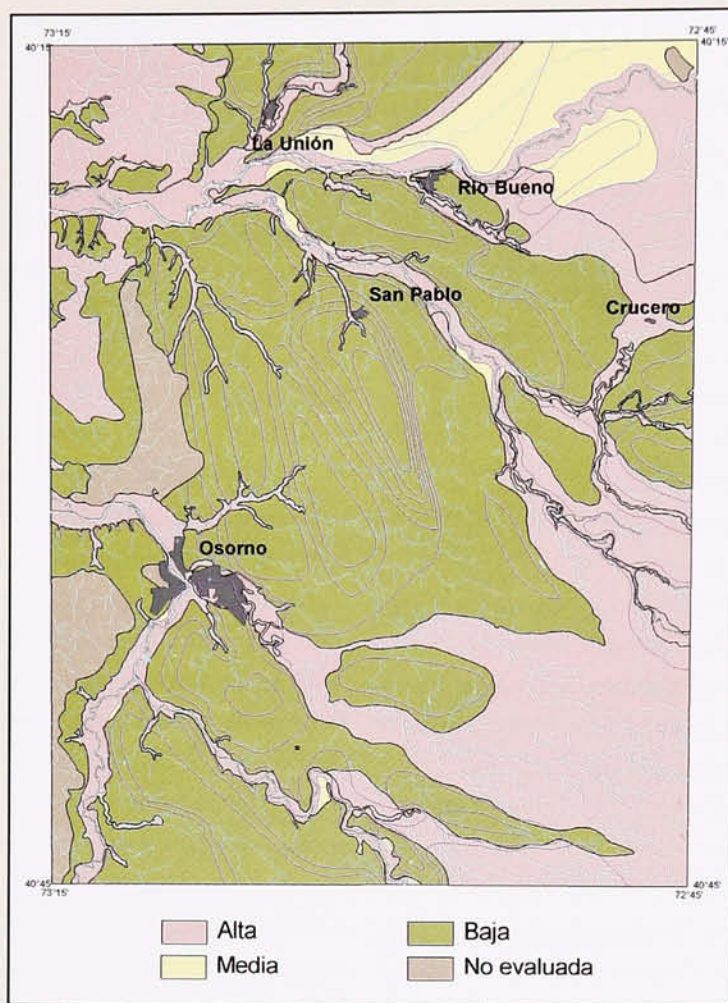 73°15'
72°45'
40°15'
40°15'
La Unión
Río Bueno
San Pablo
Crucero
Osorno
40°45'
40°45'
73°15'
72°45'
Alta
Baja
Media
No evaluada